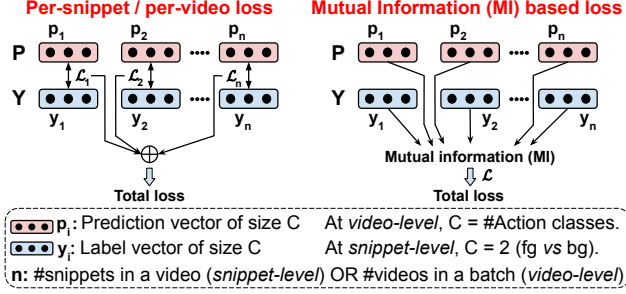 Per-snippet / per-video loss
Mutual Information (MI) based loss
p1 p2 pn
P ....
ℒ1 ℒ2 ℒn
Y ....
y1 y2 yn
Total loss
p1 p2 pn
P ....
Y ....
y1 y2 yn
Mutual information (MI)
ℒ
Total loss
pi: Prediction vector of size C At video-level, C = #Action classes.
yi: Label vector of size C At snippet-level, C = 2 (fg vs bg).
n: #snippets in a video (snippet-level) OR #videos in a batch (video-level).